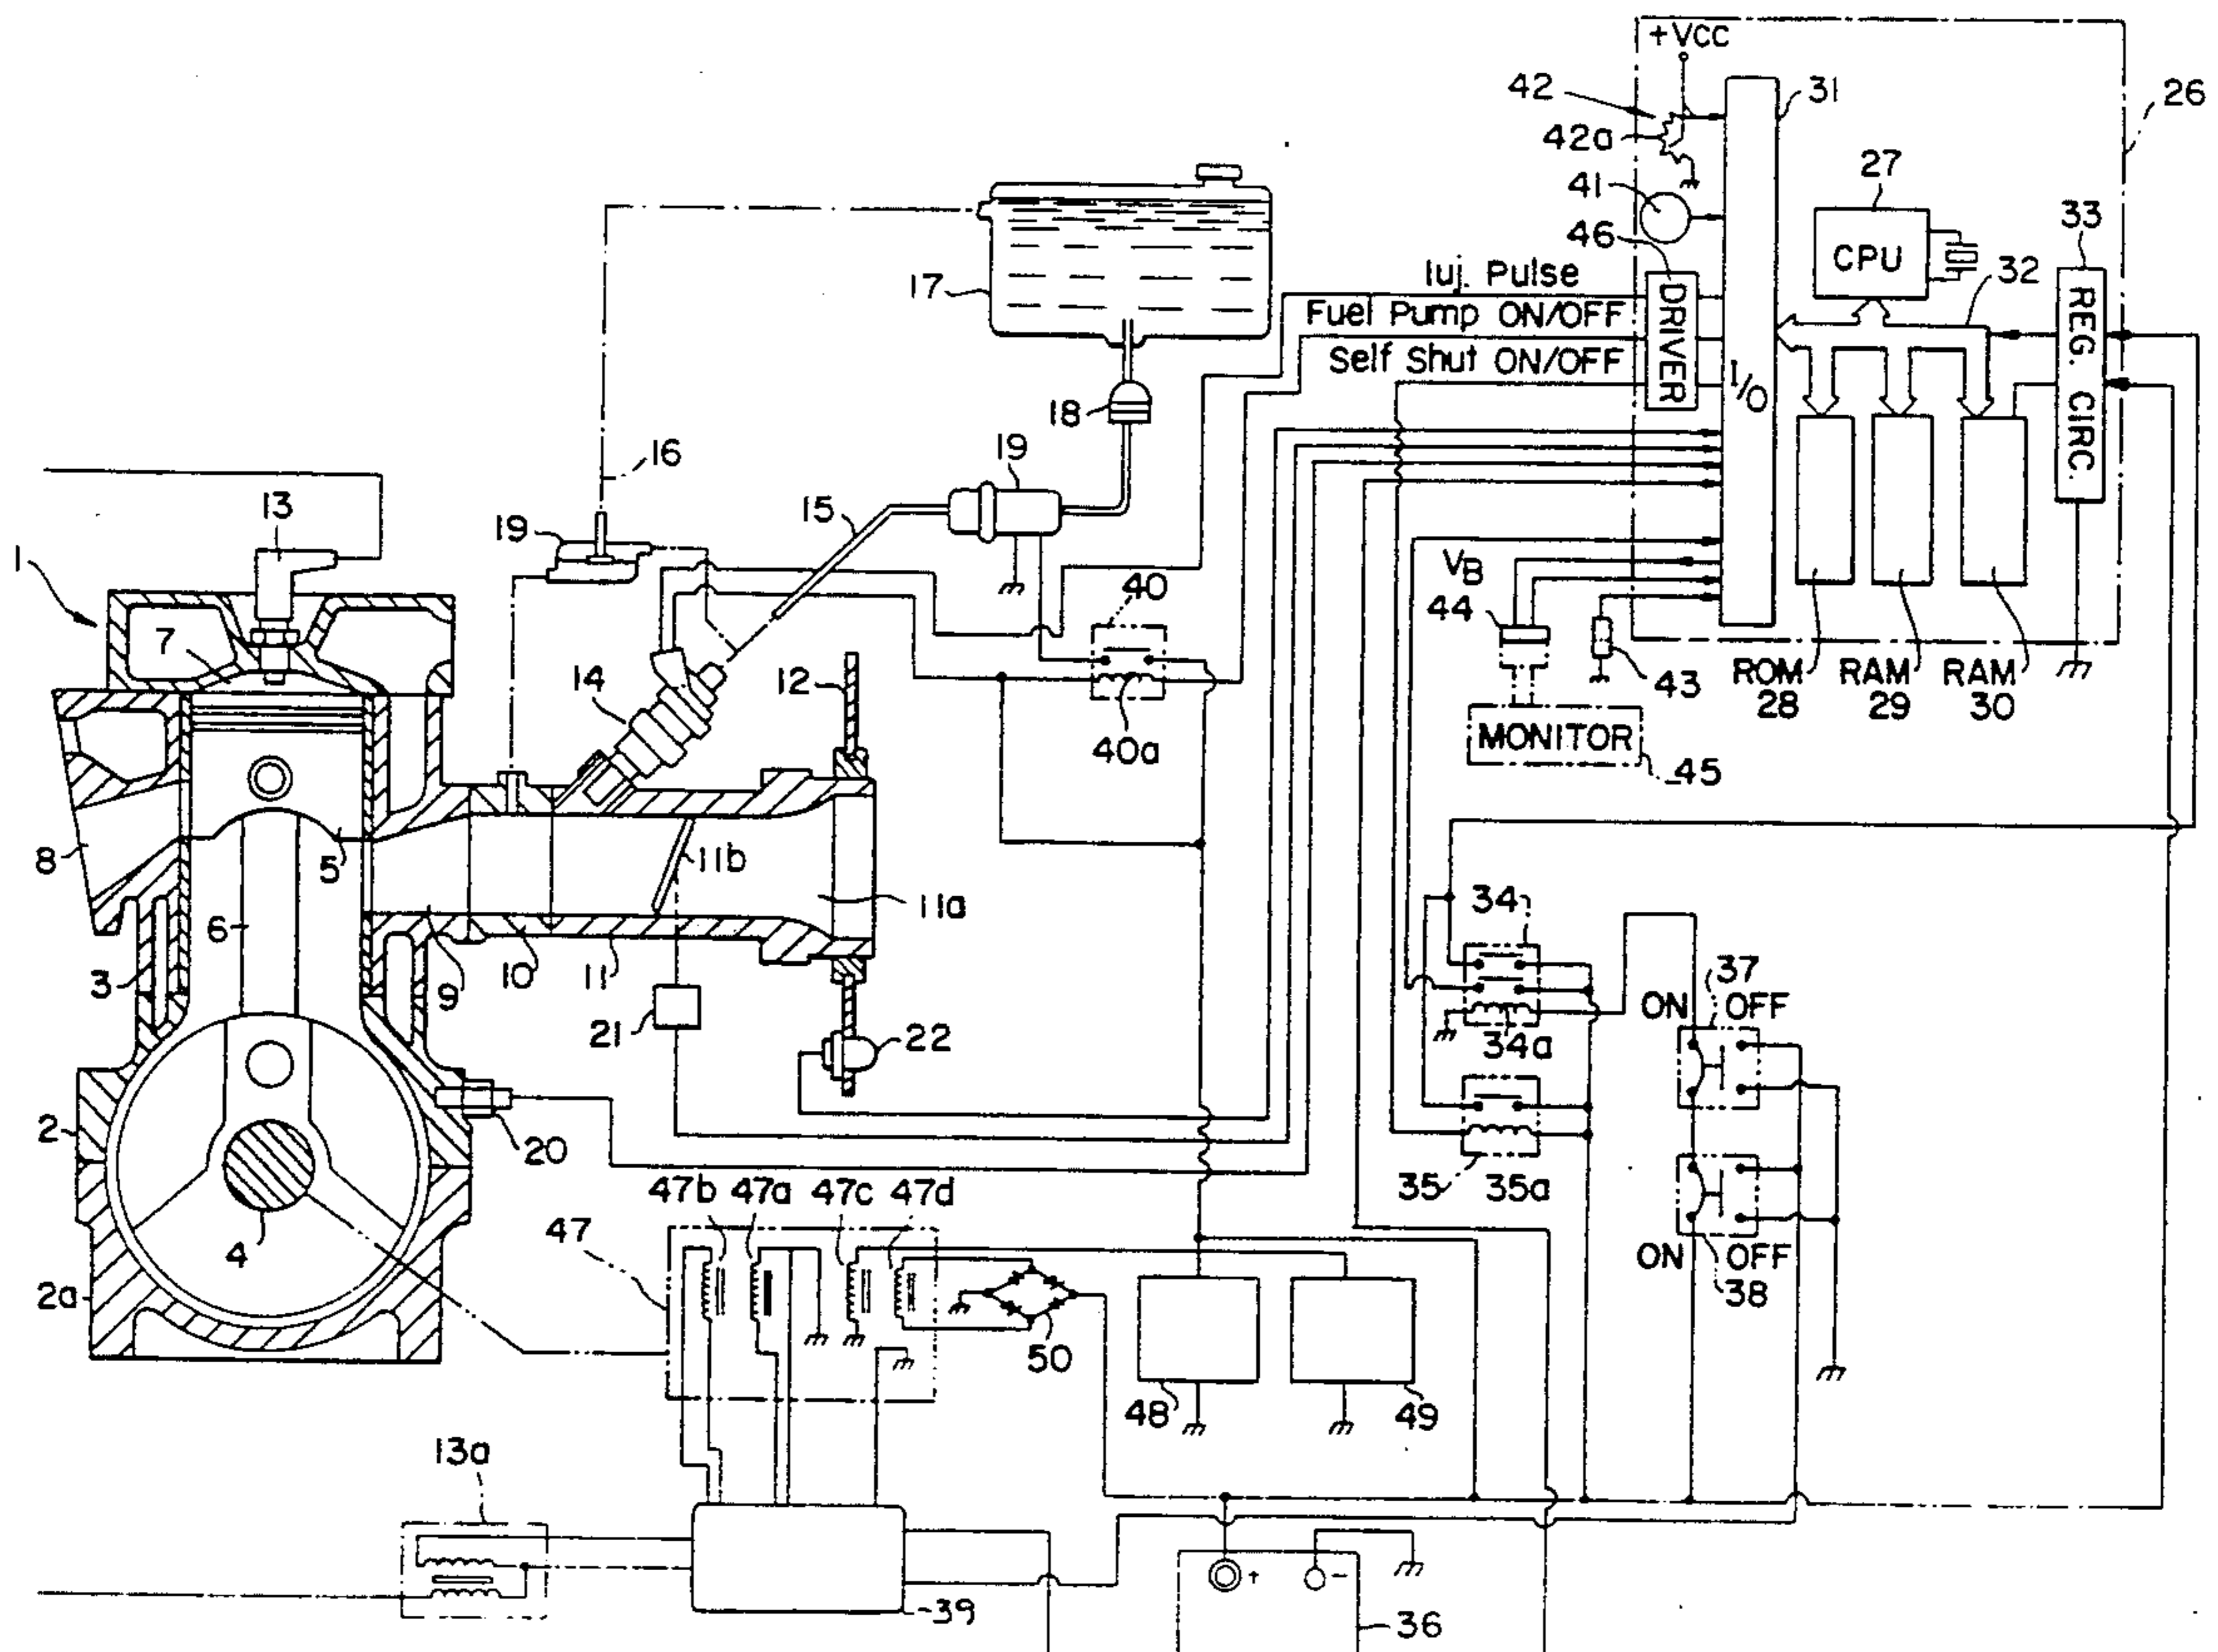 +VCC
42
31
26
42a
41
27
33
46
CPU
32
17
Iuj. Pulse
Fuel Pump ON/OFF
Self Shut ON/OFF
DRIVER
I/O
REG. CIRC.
18
16
19
15
13
19
1
VB
40
44
7
14
12
43
ROM
28
RAM
29
RAM
30
40a
MONITOR
45
8
5
11b
11a
34
6
3
9
10
11
37
ON OFF
21
22
34a
2
20
35
35a
47b
47a
47c
47d
47
4
ON OFF
38
2a
50
48
49
13a
39
+
−
36